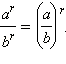 a^r / b^r = (a/b)^r.